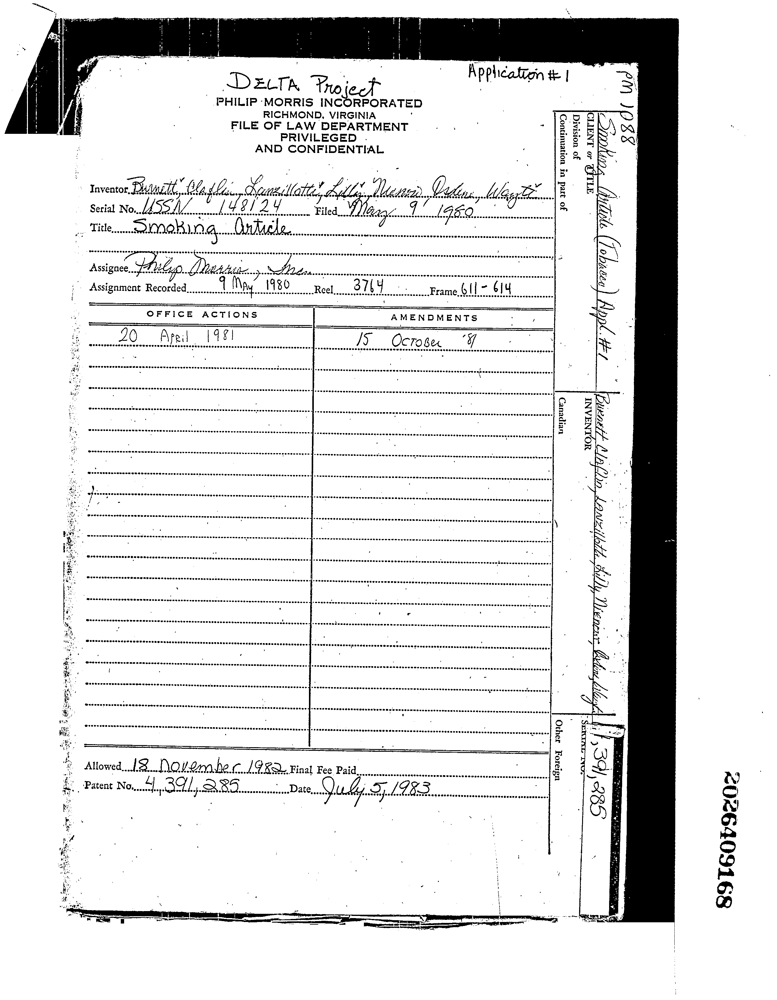 Application #1
DELTA Project
PHILIP MORRIS INCORPORATED
RICHMOND, VIRGINIA
FILE OF LAW DEPARTMENT
PRIVILEGED
AND CONFIDENTIAL
Inventor Burnett, Claflin, Lanzillotti, Lilly, Nienow, Osdene,
Serial No. USSN 148124 Filed May 9 1980
Title Smoking Article
Assignee Philip Morris, Inc.
Assignment Recorded 9 May 1980 Reel 3764 Frame 611-614
OFFICE ACTIONS AMENDMENTS
20 April 1981 15 October '81
Allowed 18 November 1982 Final Fee Paid
Patent No. 4,391,285 Date July 5, 1983
PM 1088
CLIENT or TITLE
Smoking Article (Tobacco) Appl. #1
Division of
Continuation in part of
INVENTOR
Burnett, Claflin, Lanzillotti, Lilly, Nienow, Osdene,
Canadian
SERIAL NO.
4,391,285
Other Foreign
2026409168